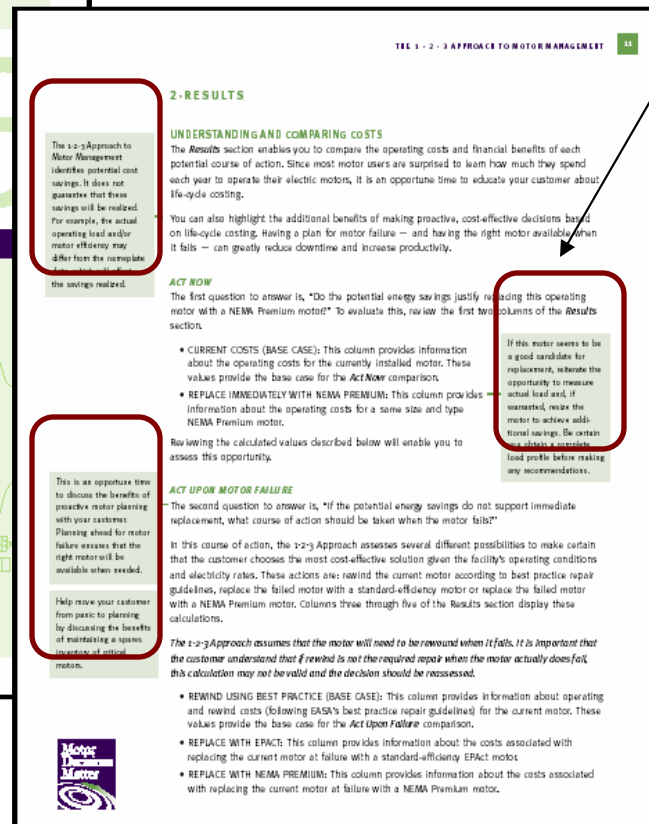 THE 1 - 2 - 3 APPROACH TO MOTOR MANAGEMENT 11
2-RESULTS
The 1-2-3 Approach to
Motor Management
identifies potential cost
savings. It does not
guarantee that these
savings will be realized.
For example, the actual
operating load and/or
motor efficiency may
differ from the nameplate
data, which will affect
the savings realized.
UNDERSTANDING AND COMPARING COSTS
The Results section enables you to compare the operating costs and financial benefits of each
potential course of action. Since most motor users are surprised to learn how much they spend
each year to operate their electric motors, it is an opportune time to educate your customer about
life-cycle costing.
You can also highlight the additional benefits of making proactive, cost-effective decisions based
on life-cycle costing. Having a plan for motor failure — and having the right motor available when
it fails — can greatly reduce downtime and increase productivity.
ACT NOW
The first question to answer is, "Do the potential energy savings justify replacing this operating
motor with a NEMA Premium motor?" To evaluate this, review the first two columns of the Results
section.
• CURRENT COSTS (BASE CASE): This column provides information
about the operating costs for the currently installed motor. These
values provide the base case for the Act Now comparison.
• REPLACE IMMEDIATELY WITH NEMA PREMIUM: This column provides
information about the operating costs for a same size and type
NEMA Premium motor.
Reviewing the calculated values described below will enable you to
assess this opportunity.
If this motor seems to be
a good candidate for
replacement, reiterate the
opportunity to measure
actual load and, if
warranted, resize the
motor to achieve addi-
tional savings. Be certain
you obtain a complete
load profile before making
any recommendations.
This is an opportune time
to discuss the benefits of
proactive motor planning
with your customer.
Planning ahead for motor
failure ensures that the
right motor will be
available when needed.
Help move your customer
from panic to planning
by discussing the benefits
of maintaining a spares
inventory of critical
motors.
ACT UPON MOTOR FAILURE
The second question to answer is, "If the potential energy savings do not support immediate
replacement, what course of action should be taken when the motor fails?"
In this course of action, the 1-2-3 Approach assesses several different possibilities to make certain
that the customer chooses the most cost-effective solution given the facility's operating conditions
and electricity rates. These actions are: rewind the current motor according to best practice repair
guidelines, replace the failed motor with a standard-efficiency motor or replace the failed motor
with a NEMA Premium motor. Columns three through five of the Results section display these
calculations.
The 1-2-3 Approach assumes that the motor will need to be rewound when it fails. It is important that
the customer understand that if rewind is not the required repair when the motor actually does fail,
this calculation may not be valid and the decision should be reassessed.
• REWIND USING BEST PRACTICE (BASE CASE): This column provides information about operating
and rewind costs (following EASA's best practice repair guidelines) for the current motor. These
values provide the base case for the Act Upon Failure comparison.
• REPLACE WITH EPACT: This column provides information about the costs associated with
replacing the current motor at failure with a standard-efficiency EPAct motor.
• REPLACE WITH NEMA PREMIUM: This column provides information about the costs associated
with replacing the current motor at failure with a NEMA Premium motor.
Motor
Decisions
Matter